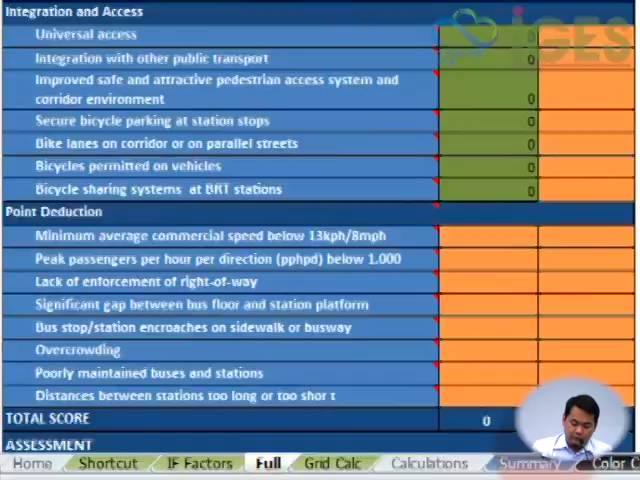 Integration and Access
iGES
Universal access 0
Integration with other public transport 0
Improved safe and attractive pedestrian access system and
corridor environment 0
Secure bicycle parking at station stops 0
Bike lanes on corridor or on parallel streets 0
Bicycles permitted on vehicles 0
Bicycle sharing systems at BRT stations 0
Point Deduction
Minimum average commercial speed below 13kph/8mph
Peak passengers per hour per direction (pphpd) below 1.000
Lack of enforcement of right-of-way
Significant gap between bus floor and station platform
Bus stop/station encroaches on sidewalk or busway
Overcrowding
Poorly maintained buses and stations
Distances between stations too long or too shor t
TOTAL SCORE 0
ASSESSMENT
Home Shortcut IF Factors Full Grid Calc Calculations Summary Color C